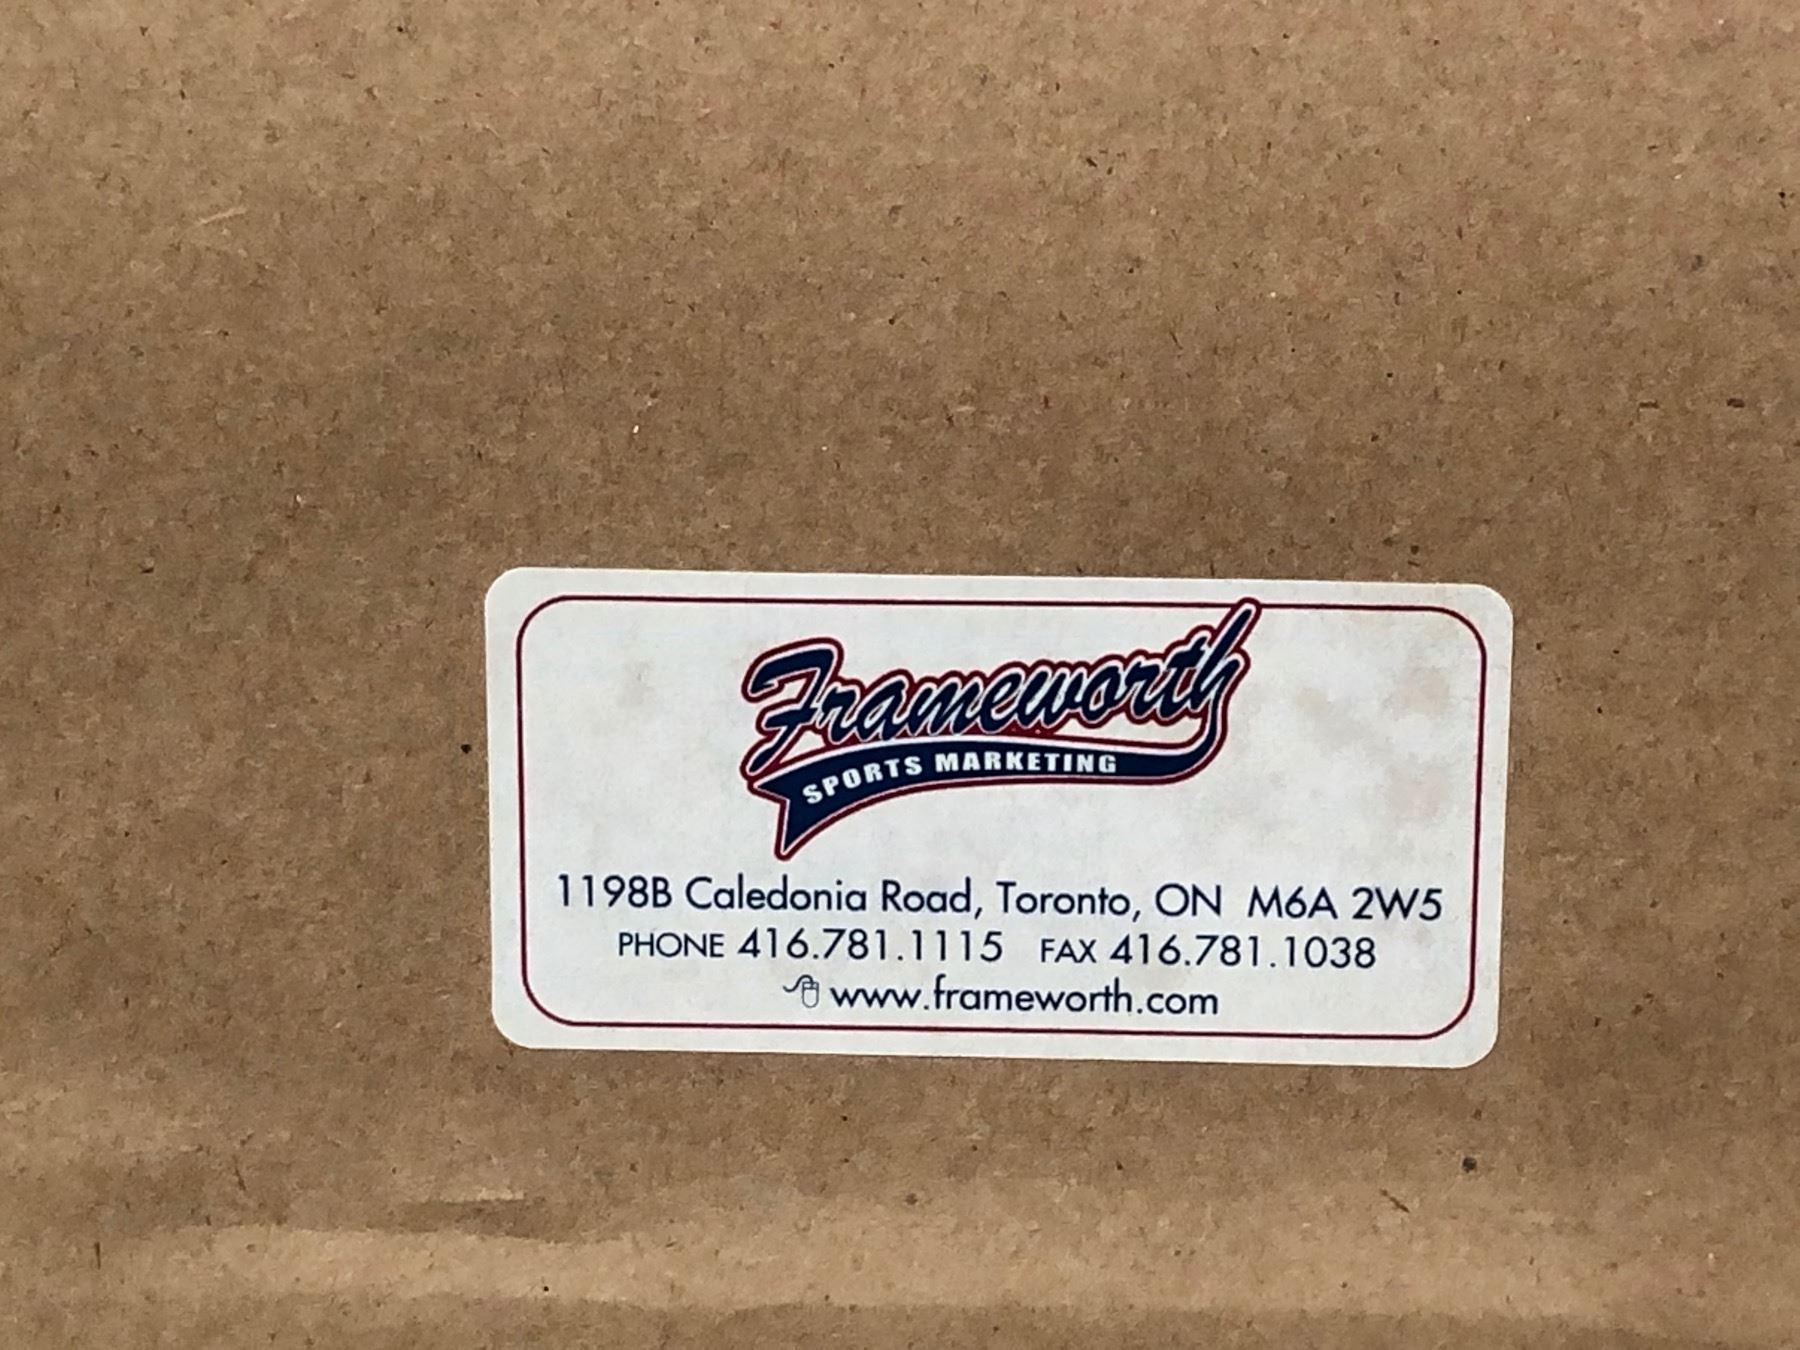 Frameworth
SPORTS MARKETING
1198B Caledonia Road, Toronto, ON M6A 2W5
PHONE 416.781.1115 FAX 416.781.1038
www.frameworth.com